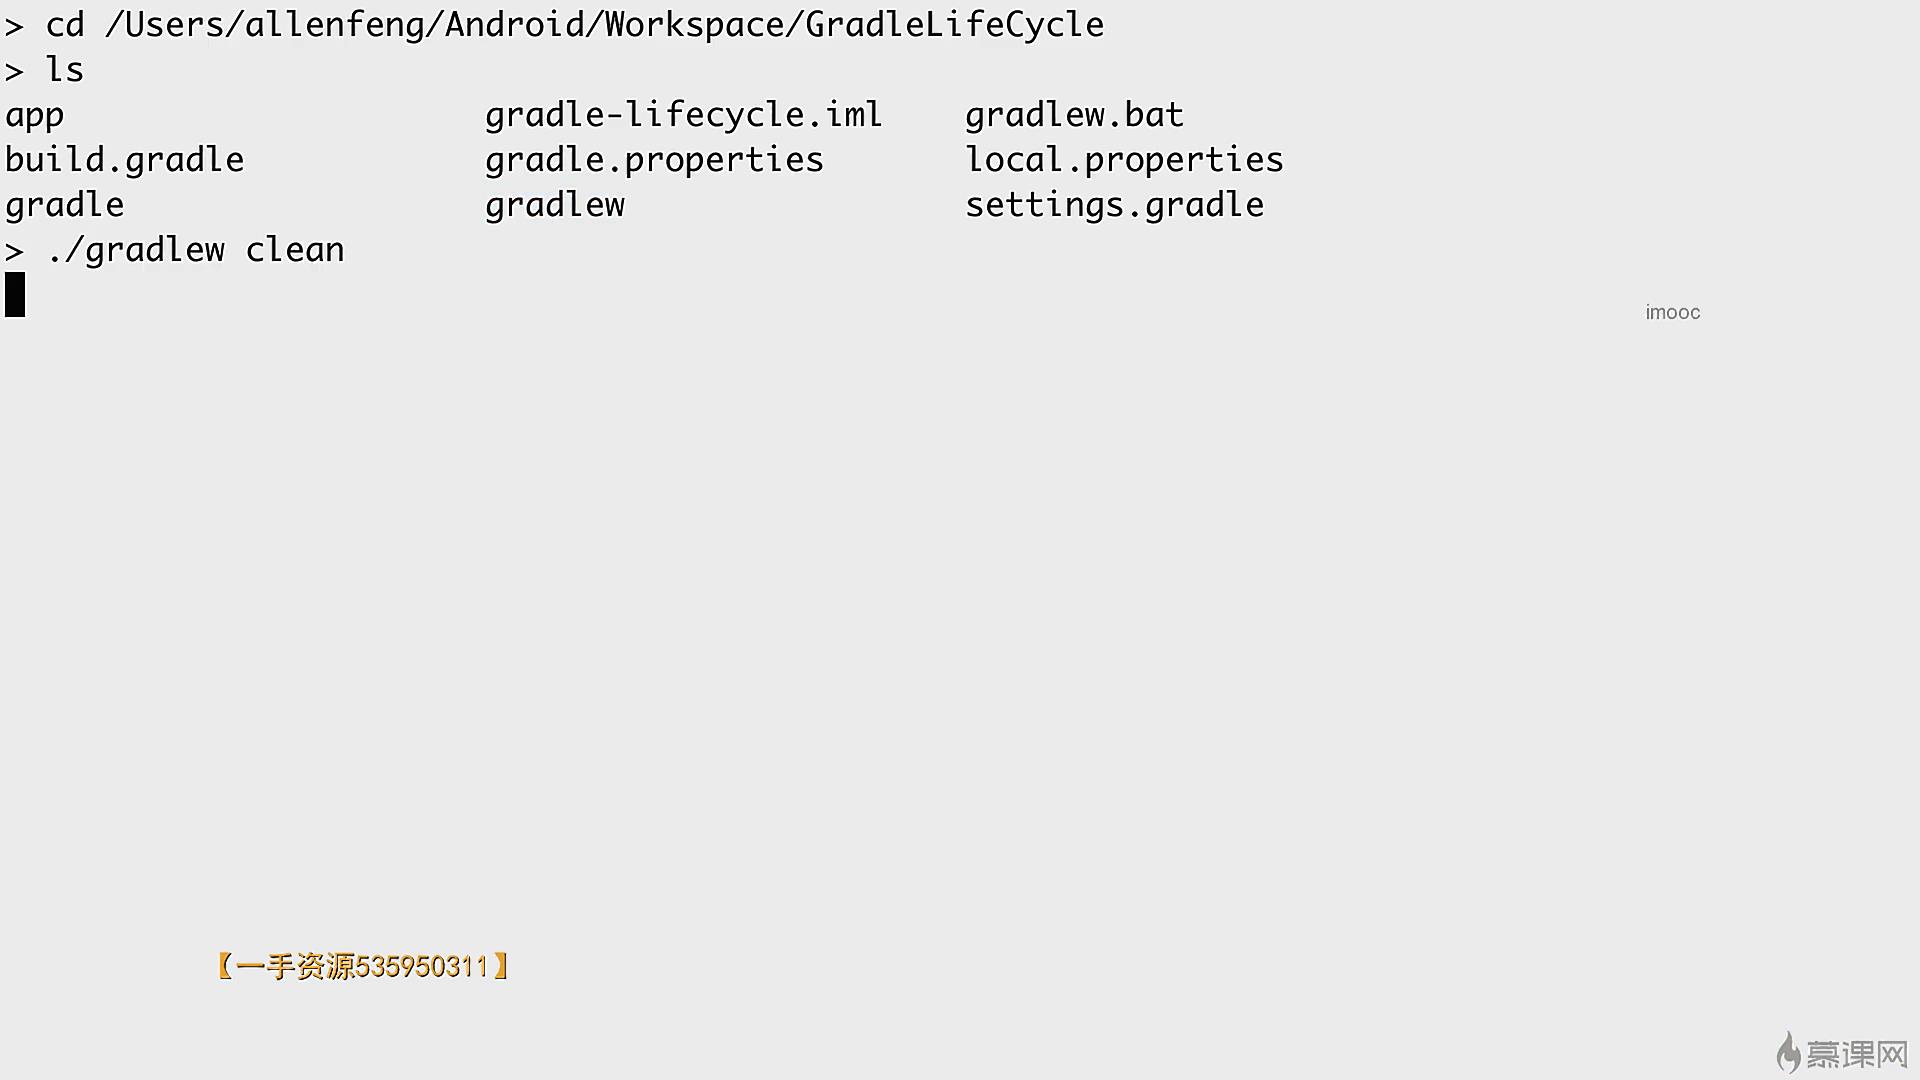 > cd /Users/allenfeng/Android/Workspace/GradleLifeCycle
> ls
app gradle-lifecycle.iml gradlew.bat
build.gradle gradle.properties local.properties
gradle gradlew settings.gradle
> ./gradlew clean
imooc
【一手资源535950311】
慕课网